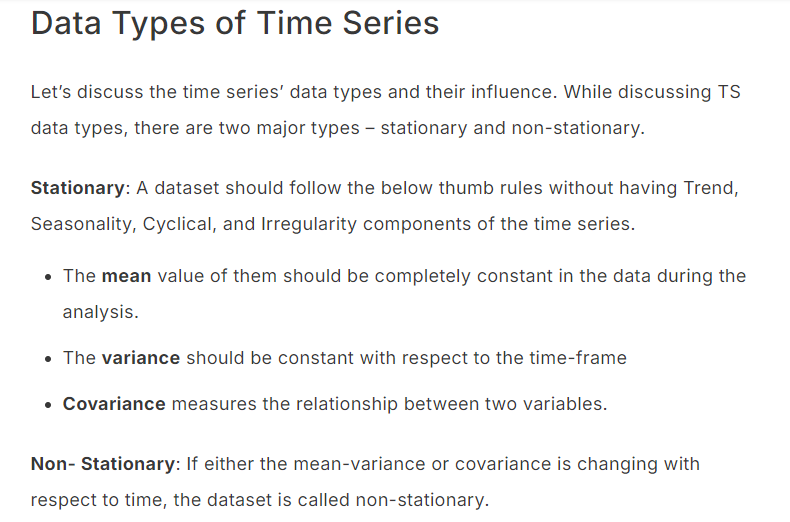 Data Types of Time Series
Let’s discuss the time series’ data types and their influence. While discussing TS
data types, there are two major types – stationary and non-stationary.
Stationary: A dataset should follow the below thumb rules without having Trend,
Seasonality, Cyclical, and Irregularity components of the time series.
• The mean value of them should be completely constant in the data during the
analysis.
• The variance should be constant with respect to the time-frame
• Covariance measures the relationship between two variables.
Non- Stationary: If either the mean-variance or covariance is changing with
respect to time, the dataset is called non-stationary.